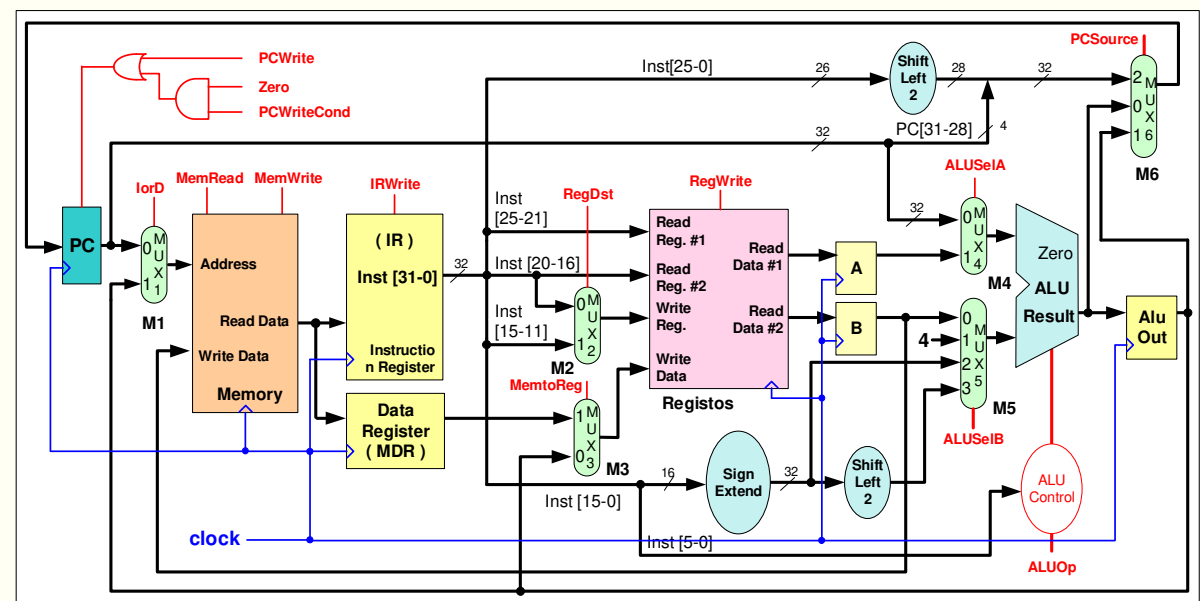 PCWrite
Zero
PCWriteCond
Inst[25-0]
26
Shift
Left
2
28
32
PCSource
2
0
1
M
U
X
6
M6
32
PC[31-28]
4
IorD
MemRead
MemWrite
IRWrite
RegDst
RegWrite
ALUSelA
PC
0
1
M
U
X
1
M1
Address
Read Data
Write Data
Memory
( IR )
Inst [31-0]
Instructio
n Register
32
Data
Register
( MDR )
Inst
[25-21]
Inst [20-16]
Inst
[15-11]
0
1
M
U
X
2
M2
MemtoReg
1
0
M
U
X
3
M3
Read
Reg. #1
Read
Reg. #2
Write
Reg.
Write
Data
Read
Data #1
Read
Data #2
Registos
A
B
32
0
1
M
U
X
4
M4
4
0
1
2
3
M
U
X
5
M5
ALUSelB
Zero
ALU
Result
Alu
Out
Inst [15-0]
16
Sign
Extend
32
Shift
Left
2
ALU
Control
ALUOp
Inst [5-0]
clock